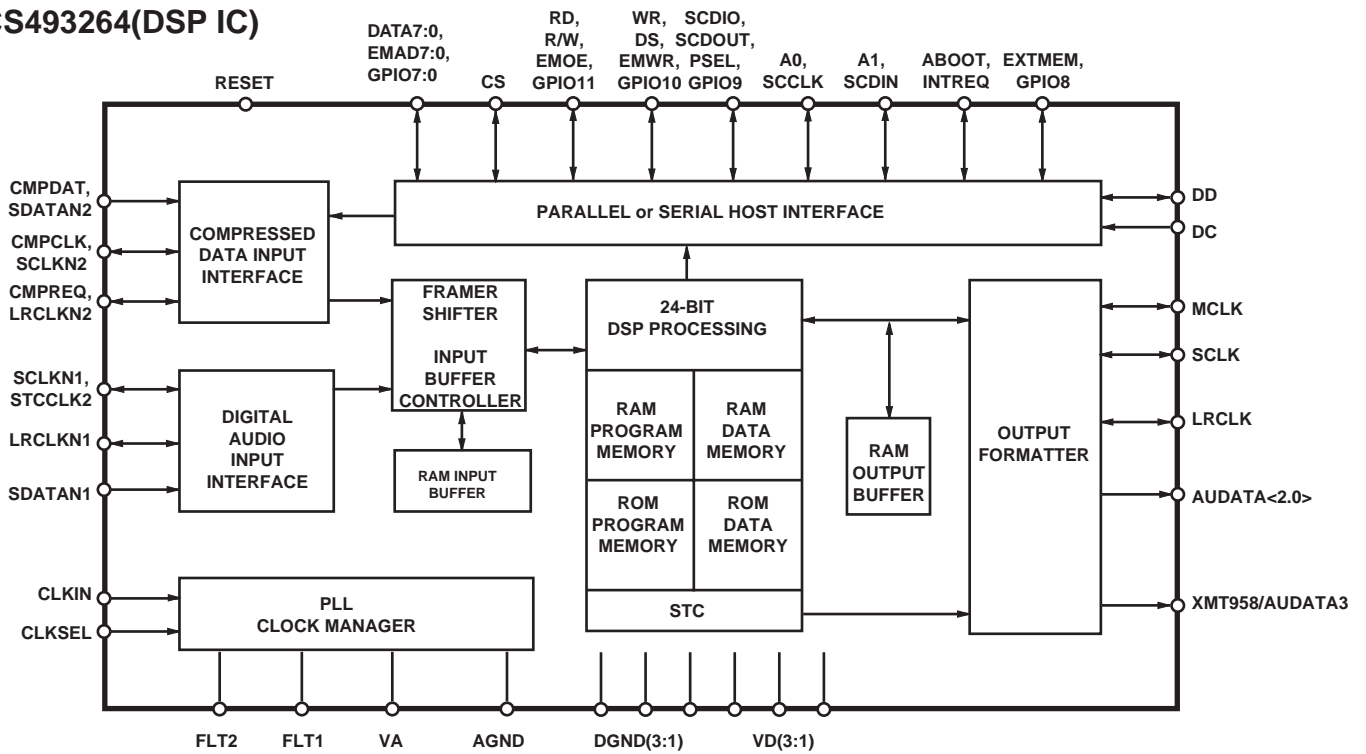 CS493264(DSP IC)
DATA7:0,
EMAD7:0,
GPIO7:0
RD,
R/W,
EMOE,
GPIO11
WR,
DS,
EMWR,
GPIO10
SCDIO,
SCDOUT,
PSEL,
GPIO9
A0,
SCCLK
A1,
SCDIN
ABOOT,
INTREQ
EXTMEM,
GPIO8
RESET
CS
CMPDAT,
SDATAN2
CMPCLK,
SCLKN2
CMPREQ,
LRCLKN2
COMPRESSED
DATA INPUT
INTERFACE
PARALLEL or SERIAL HOST INTERFACE
DD
DC
FRAMER
SHIFTER
INPUT
BUFFER
CONTROLLER
24-BIT
DSP PROCESSING
MCLK
SCLK
LRCLK
AUDATA<2.0>
XMT958/AUDATA3
SCLKN1,
STCCLK2
LRCLKN1
SDATAN1
DIGITAL
AUDIO
INPUT
INTERFACE
RAM INPUT
BUFFER
RAM
PROGRAM
MEMORY
RAM
DATA
MEMORY
ROM
PROGRAM
MEMORY
ROM
DATA
MEMORY
STC
RAM
OUTPUT
BUFFER
OUTPUT
FORMATTER
CLKIN
CLKSEL
PLL
CLOCK MANAGER
FLT2
FLT1
VA
AGND
DGND(3:1)
VD(3:1)